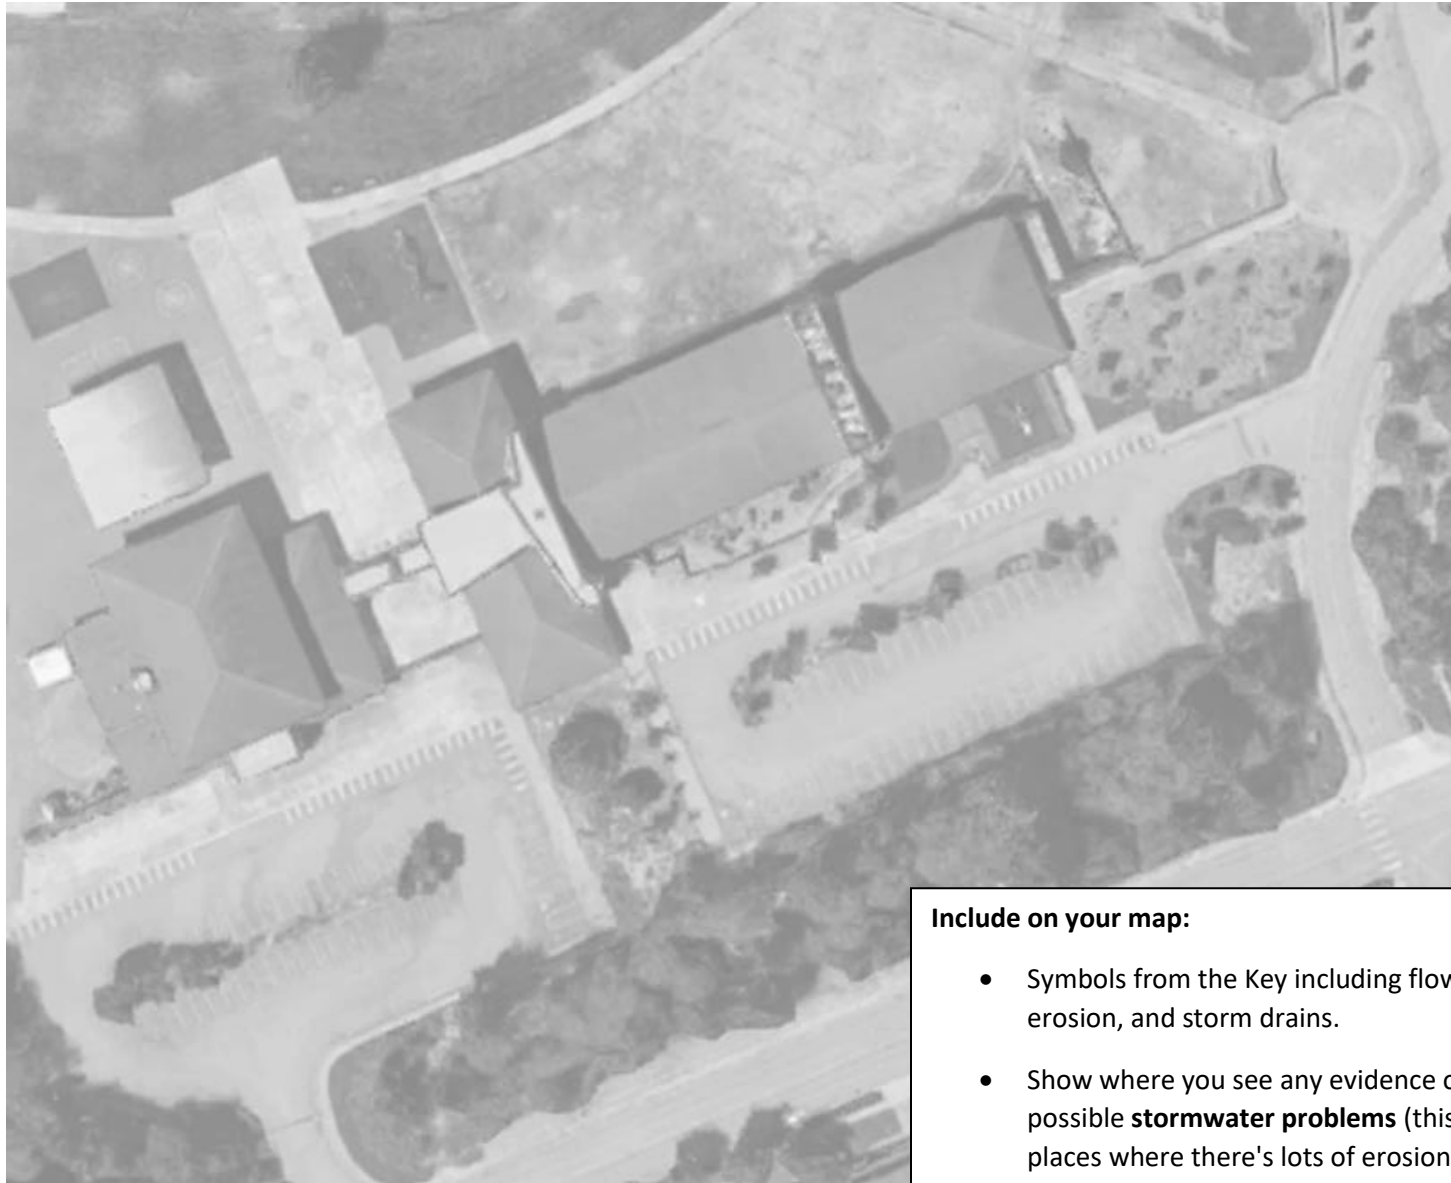 Include on your map:
• Symbols from the Key including flow
erosion, and storm drains.
• Show where you see any evidence
possible stormwater problems (this
places where there's lots of erosion